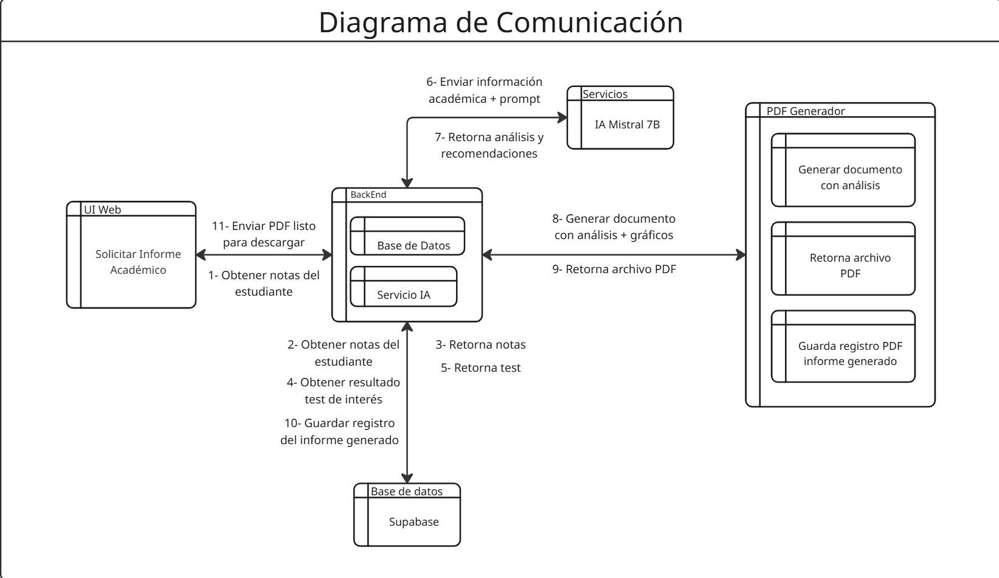 Diagrama de Comunicación
6- Enviar información
académica + prompt
Servicios
IA Mistral 7B
7- Retorna análisis y
recomendaciones
PDF Generador
Generar documento
con análisis
Retorna archivo
PDF
Guarda registro PDF
informe generado
BackEnd
Base de Datos
Servicio IA
UI Web
Solicitar Informe
Académico
11- Enviar PDF listo
para descargar
1- Obtener notas del
estudiante
8- Generar documento
con análisis + gráficos
9- Retorna archivo PDF
2- Obtener notas del
estudiante
3- Retorna notas
5- Retorna test
4- Obtener resultado
test de interés
10- Guardar registro
del informe generado
Base de datos
Supabase